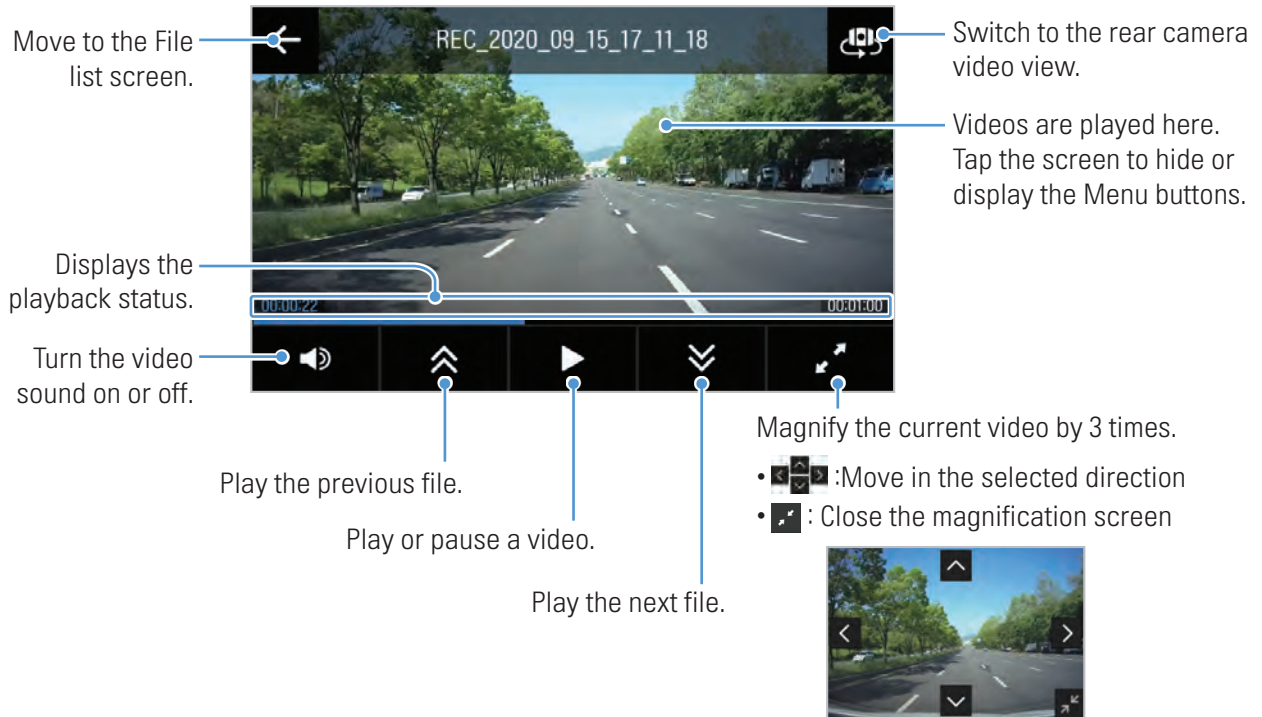 Move to the File
list screen.
REC_2020_09_15_17_11_18
Switch to the rear camera
video view.
Videos are played here.
Tap the screen to hide or
display the Menu buttons.
Displays the
playback status.
00:00:22
00:01:00
Turn the video
sound on or off.
Magnify the current video by 3 times.
• :Move in the selected direction
• : Close the magnification screen
Play the previous file.
Play or pause a video.
Play the next file.